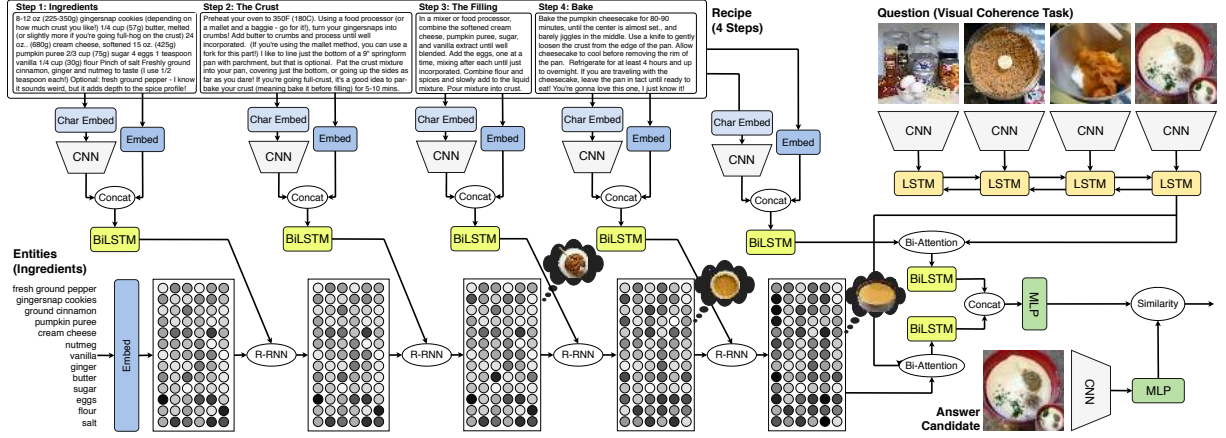 Step 1: Ingredients
8-12 oz (225-350g) gingersnap cookies (depending on
how much crust you like!) 1/4 cup (57g) butter, melted
(or slightly more if you're going full-hog on the crust) 24
oz.. (680g) cream cheese, softened 15 oz. (425g)
pumpkin puree 2/3 cup (75g) sugar 4 eggs 1 teaspoon
vanilla 1/4 cup (30g) flour Pinch of salt Freshly ground
cinnamon, ginger and nutmeg to taste (I use 1/2
teaspoon each!) Optional: fresh ground pepper - I know
it sounds weird, but it adds depth to the spice profile!
Step 2: The Crust
Preheat your oven to 350F (180C). Using a food processor (or
a mallet and a baggie - go for it!), turn your gingersnaps into
crumbs! Add butter to crumbs and process until well
incorporated. (If you're using the mallet method, you can use a
fork for this part!) I like to line just the bottom of a 9" springform
pan with parchment, but that is optional. Pat the crust mixture
into your pan, covering just the bottom, or going up the sides as
far as you dare! If you're going full-crust, it's a good idea to par-
bake your crust (meaning bake it before filling) for 5-10 mins.
Step 3: The Filling
In a mixer or food processor,
combine the softened cream
cheese, pumpkin puree, sugar,
and vanilla extract until well
blended. Add the eggs, one at a
time, mixing after each until just
incorporated. Combine flour and
spices and slowly add to the liquid
mixture. Pour mixture into crust.
Step 4: Bake
Bake the pumpkin cheesecake for 80-90
minutes, until the center is almost set., and
barely jiggles in the middle. Use a knife to gently
loosen the crust from the edge of the pan. Allow
cheesecake to cool before removing the rim of
the pan. Refrigerate for at least 4 hours and up
to overnight. If you are traveling with the
cheesecake, leave the pan in tact until ready to
eat! You're gonna love this one, I just know it!
Recipe
(4 Steps)
Question (Visual Coherence Task)
Char Embed
Embed
CNN
Concat
BiLSTM
Char Embed
Embed
CNN
Concat
BiLSTM
Char Embed
Embed
CNN
Concat
BiLSTM
Char Embed
Embed
CNN
Concat
BiLSTM
Char Embed
Embed
CNN
Concat
BiLSTM
CNN
CNN
CNN
CNN
LSTM
LSTM
LSTM
LSTM
Entities
(Ingredients)
fresh ground pepper
gingersnap cookies
ground cinnamon
pumpkin puree
cream cheese
nutmeg
vanilla
ginger
butter
sugar
eggs
flour
salt
Embed
R-RNN
R-RNN
R-RNN
R-RNN
Bi-Attention
BiLSTM
Concat
MLP
Similarity
BiLSTM
Bi-Attention
Answer
Candidate
CNN
MLP